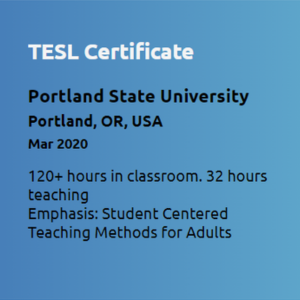 TESL Certificate
Portland State University
Portland, OR, USA
Mar 2020
120+ hours in classroom. 32 hours
teaching
Emphasis: Student Centered
Teaching Methods for Adults